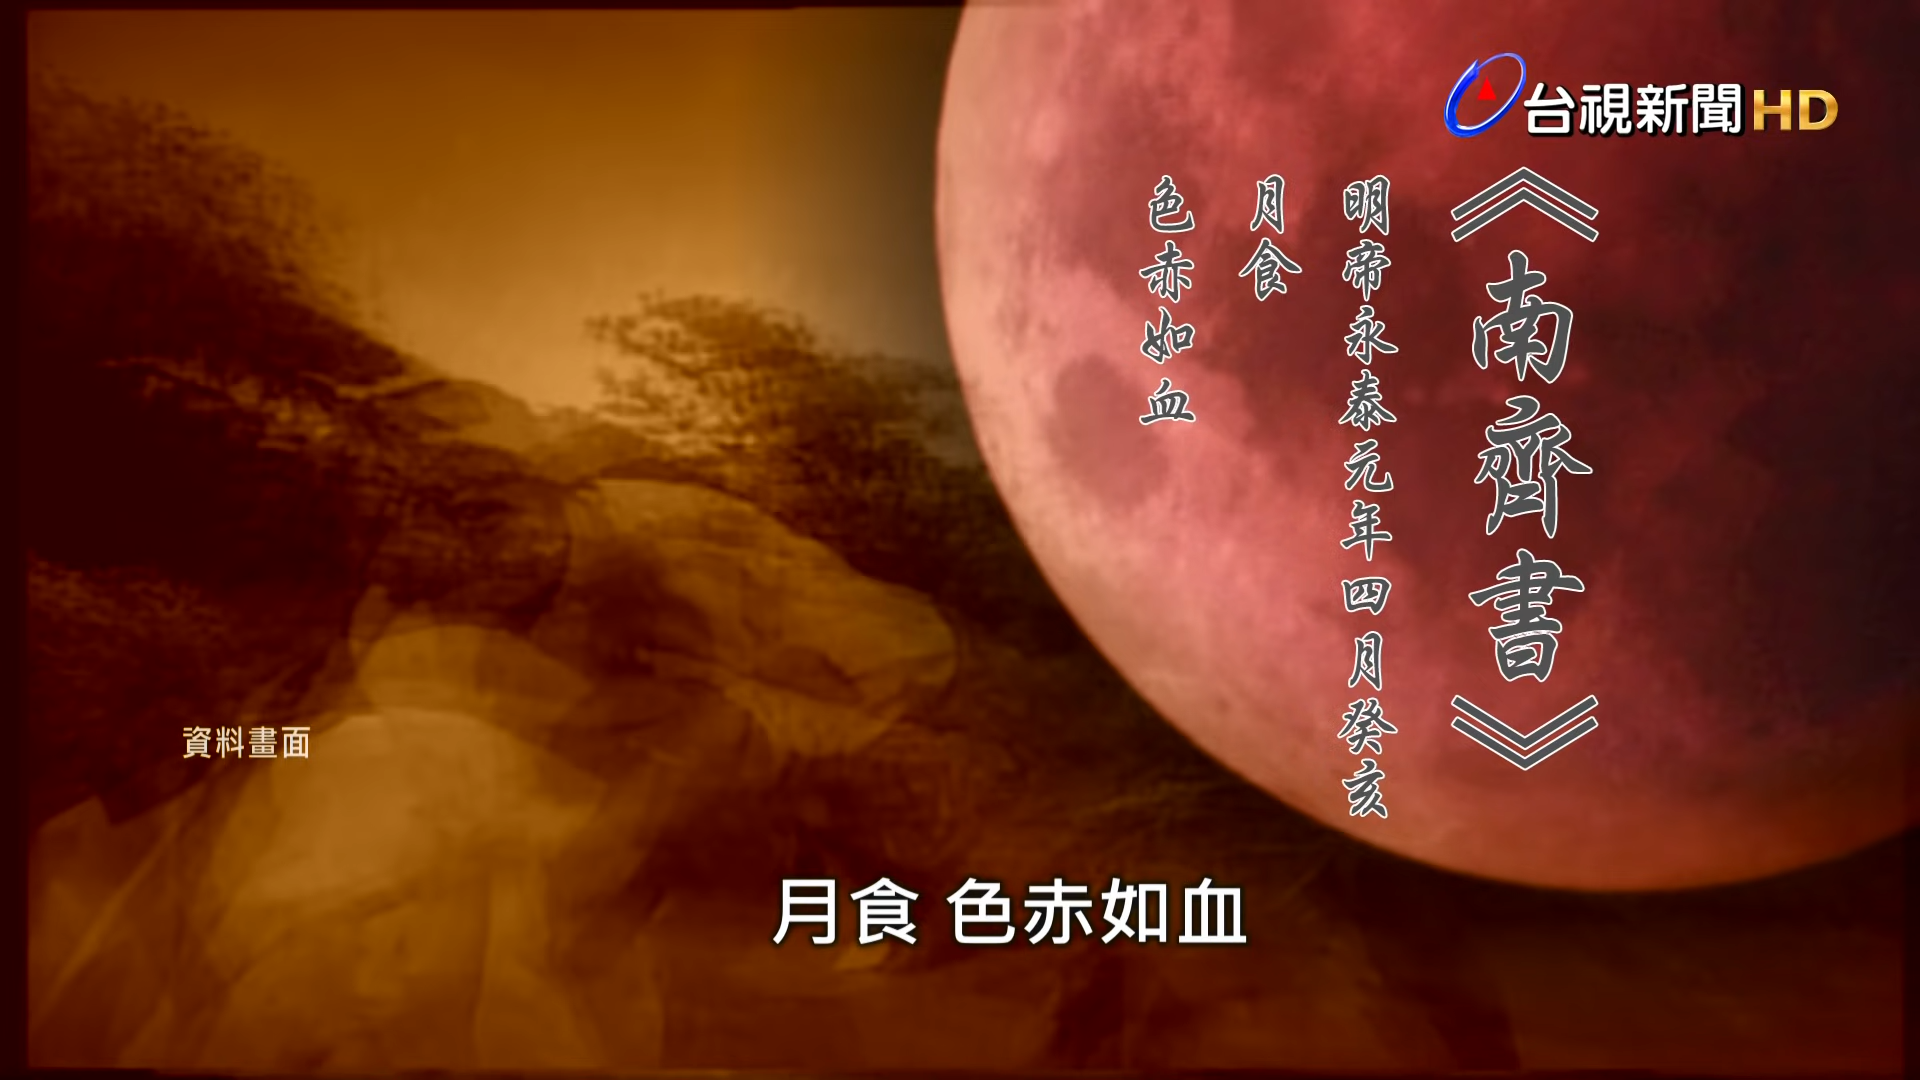 台視新聞HD
《南齊書》
明帝永泰元年四月癸亥
月食
色赤如血
資料畫面
月食 色赤如血